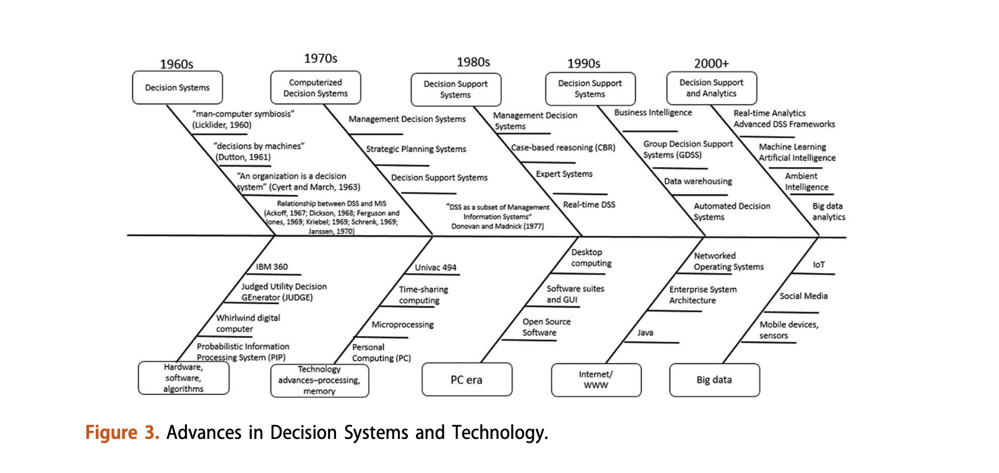 1960s
1970s
1980s
1990s
2000+
Decision Systems
Computerized
Decision Systems
Decision Support
Systems
Decision Support
Systems
Decision Support
and Analytics
“man-computer symbiosis”
(Licklider, 1960)
“decisions by machines“
(Dutton, 1961)
“An organization is a decision
system” (Cyert and March, 1963)
Relationship between DSS and MIS
(Ackoff, 1967; Dickson, 1968; Ferguson and
Jones, 1969; Kriebel; 1969; Schrenk, 1969;
Janssen, 1970)
Management Decision Systems
Strategic Planning Systems
Decision Support Systems
“DSS as a subset of Management
Information Systems”
Donovan and Madnick (1977)
Management Decision
Systems
Case-based reasoning (CBR)
Expert Systems
Real-time DSS
Business Intelligence
Group Decision Support
Systems (GDSS)
Data warehousing
Automated Decision
Systems
Real-time Analytics
Advanced DSS Frameworks
Machine Learning
Artificial Intelligence
Ambient
Intelligence
Big data
analytics
IBM 360
Judged Utility Decision
GEnerator (JUDGE)
Whirlwind digital
computer
Probabilistic Information
Processing System (PIP)
Hardware,
software,
algorithms
Univac 494
Time-sharing
computing
Microprocessing
Personal
Computing (PC)
Technology
advances–processing,
memory
Desktop
computing
Software suites
and GUI
Open Source
Software
PC era
Networked
Operating Systems
Enterprise System
Architecture
Java
Internet/
WWW
IoT
Social Media
Mobile devices,
sensors
Big data
Figure 3. Advances in Decision Systems and Technology.